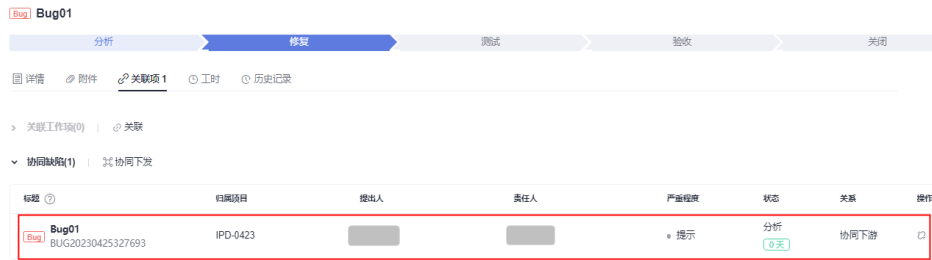 Bug Bug01
分析 修复 测试 验收 关闭
详情 附件 关联项 1 工时 历史记录
关联工作项(0) 关联
协同缺陷(1) 协同下发
标题 归属项目 提出人 责任人 严重程度 状态 关系 操作
Bug Bug01 BUG20230425327693 IPD-0423 提示 分析 0 天 协同下游